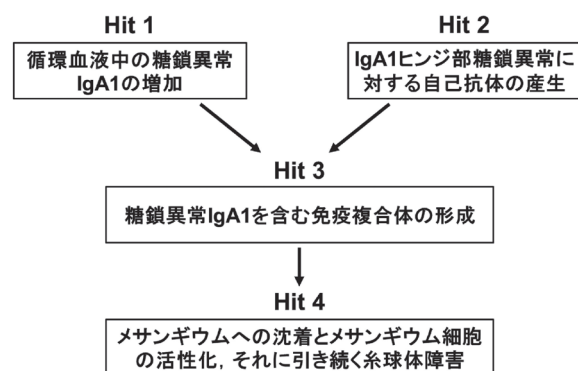 Hit 1
循環血液中の糖鎖異常
IgA1の増加
Hit 2
IgA1ヒンジ部糖鎖異常に
対する自己抗体の産生
Hit 3
糖鎖異常IgA1を含む免疫複合体の形成
Hit 4
メサンギウムへの沈着とメサンギウム細胞
の活性化，それに引き続く糸球体障害